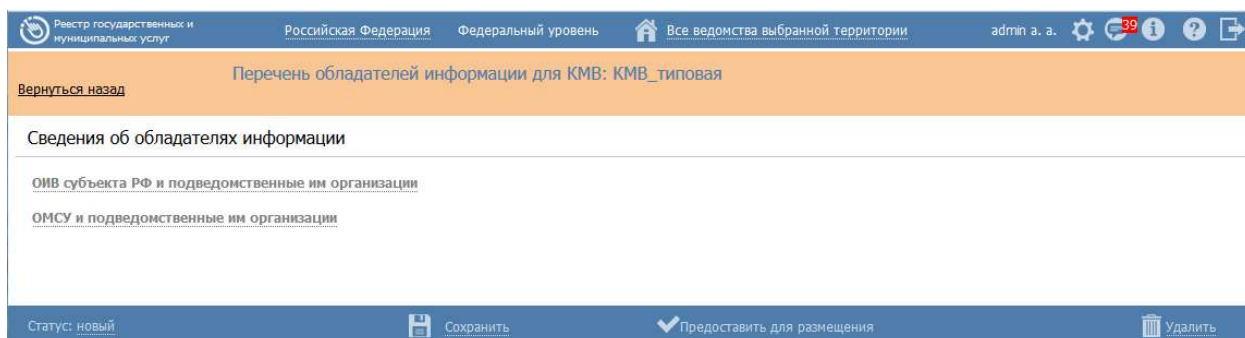 Реестр государственных и
муниципальных услуг
Российская Федерация
Федеральный уровень
Все ведомства выбранной территории
admin a. a.
39
Перечень обладателей информации для КМВ: КМВ_типовая
Вернуться назад
Сведения об обладателях информации
ОИВ субъекта РФ и подведомственные им организации
ОМСУ и подведомственные им организации
Статус: новый
Сохранить
Предоставить для размещения
Удалить